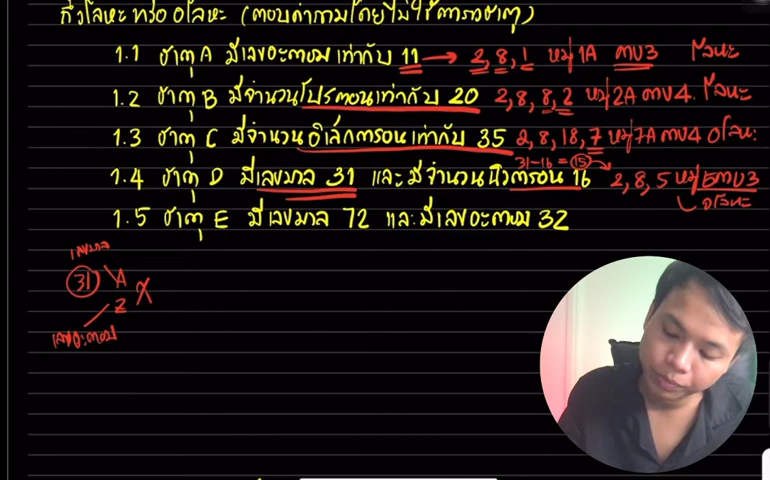 กึ่งโลหะ หรือ อโลหะ (ตอบคำถามโดยไม่ใช้ตารางธาตุ)
1.1 ธาตุ A มีเลขอะตอม เท่ากับ 11 → 2, 8, 1 หมู่ 1A คาบ 3 โลหะ
1.2 ธาตุ B มีจำนวนโปรตอนเท่ากับ 20 2, 8, 8, 2 หมู่ 2A คาบ 4. โลหะ
1.3 ธาตุ C มีจำนวนอิเล็กตรอนเท่ากับ 35 2, 8, 18, 7 หมู่ 7A คาบ 4 อโลหะ
31-16 = 15
1.4 ธาตุ D มีเลขมวล 31 และมีจำนวนนิวตรอน 16 2, 8, 5 หมู่ 5 คาบ 3
อโลหะ
1.5 ธาตุ E มีเลขมวล 72 และมีเลขอะตอม 32
เลขมวล
31 A X
Z
เลขอะตอม